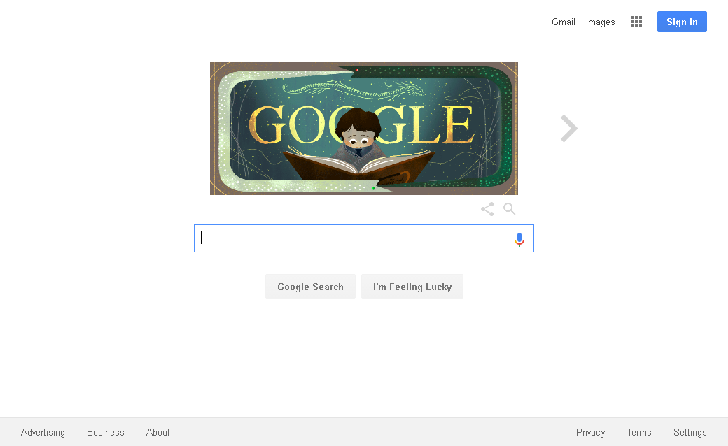 Gmail Images Sign in
GOOGLE
Google Search I'm Feeling Lucky
Advertising Business About Privacy Terms Settings